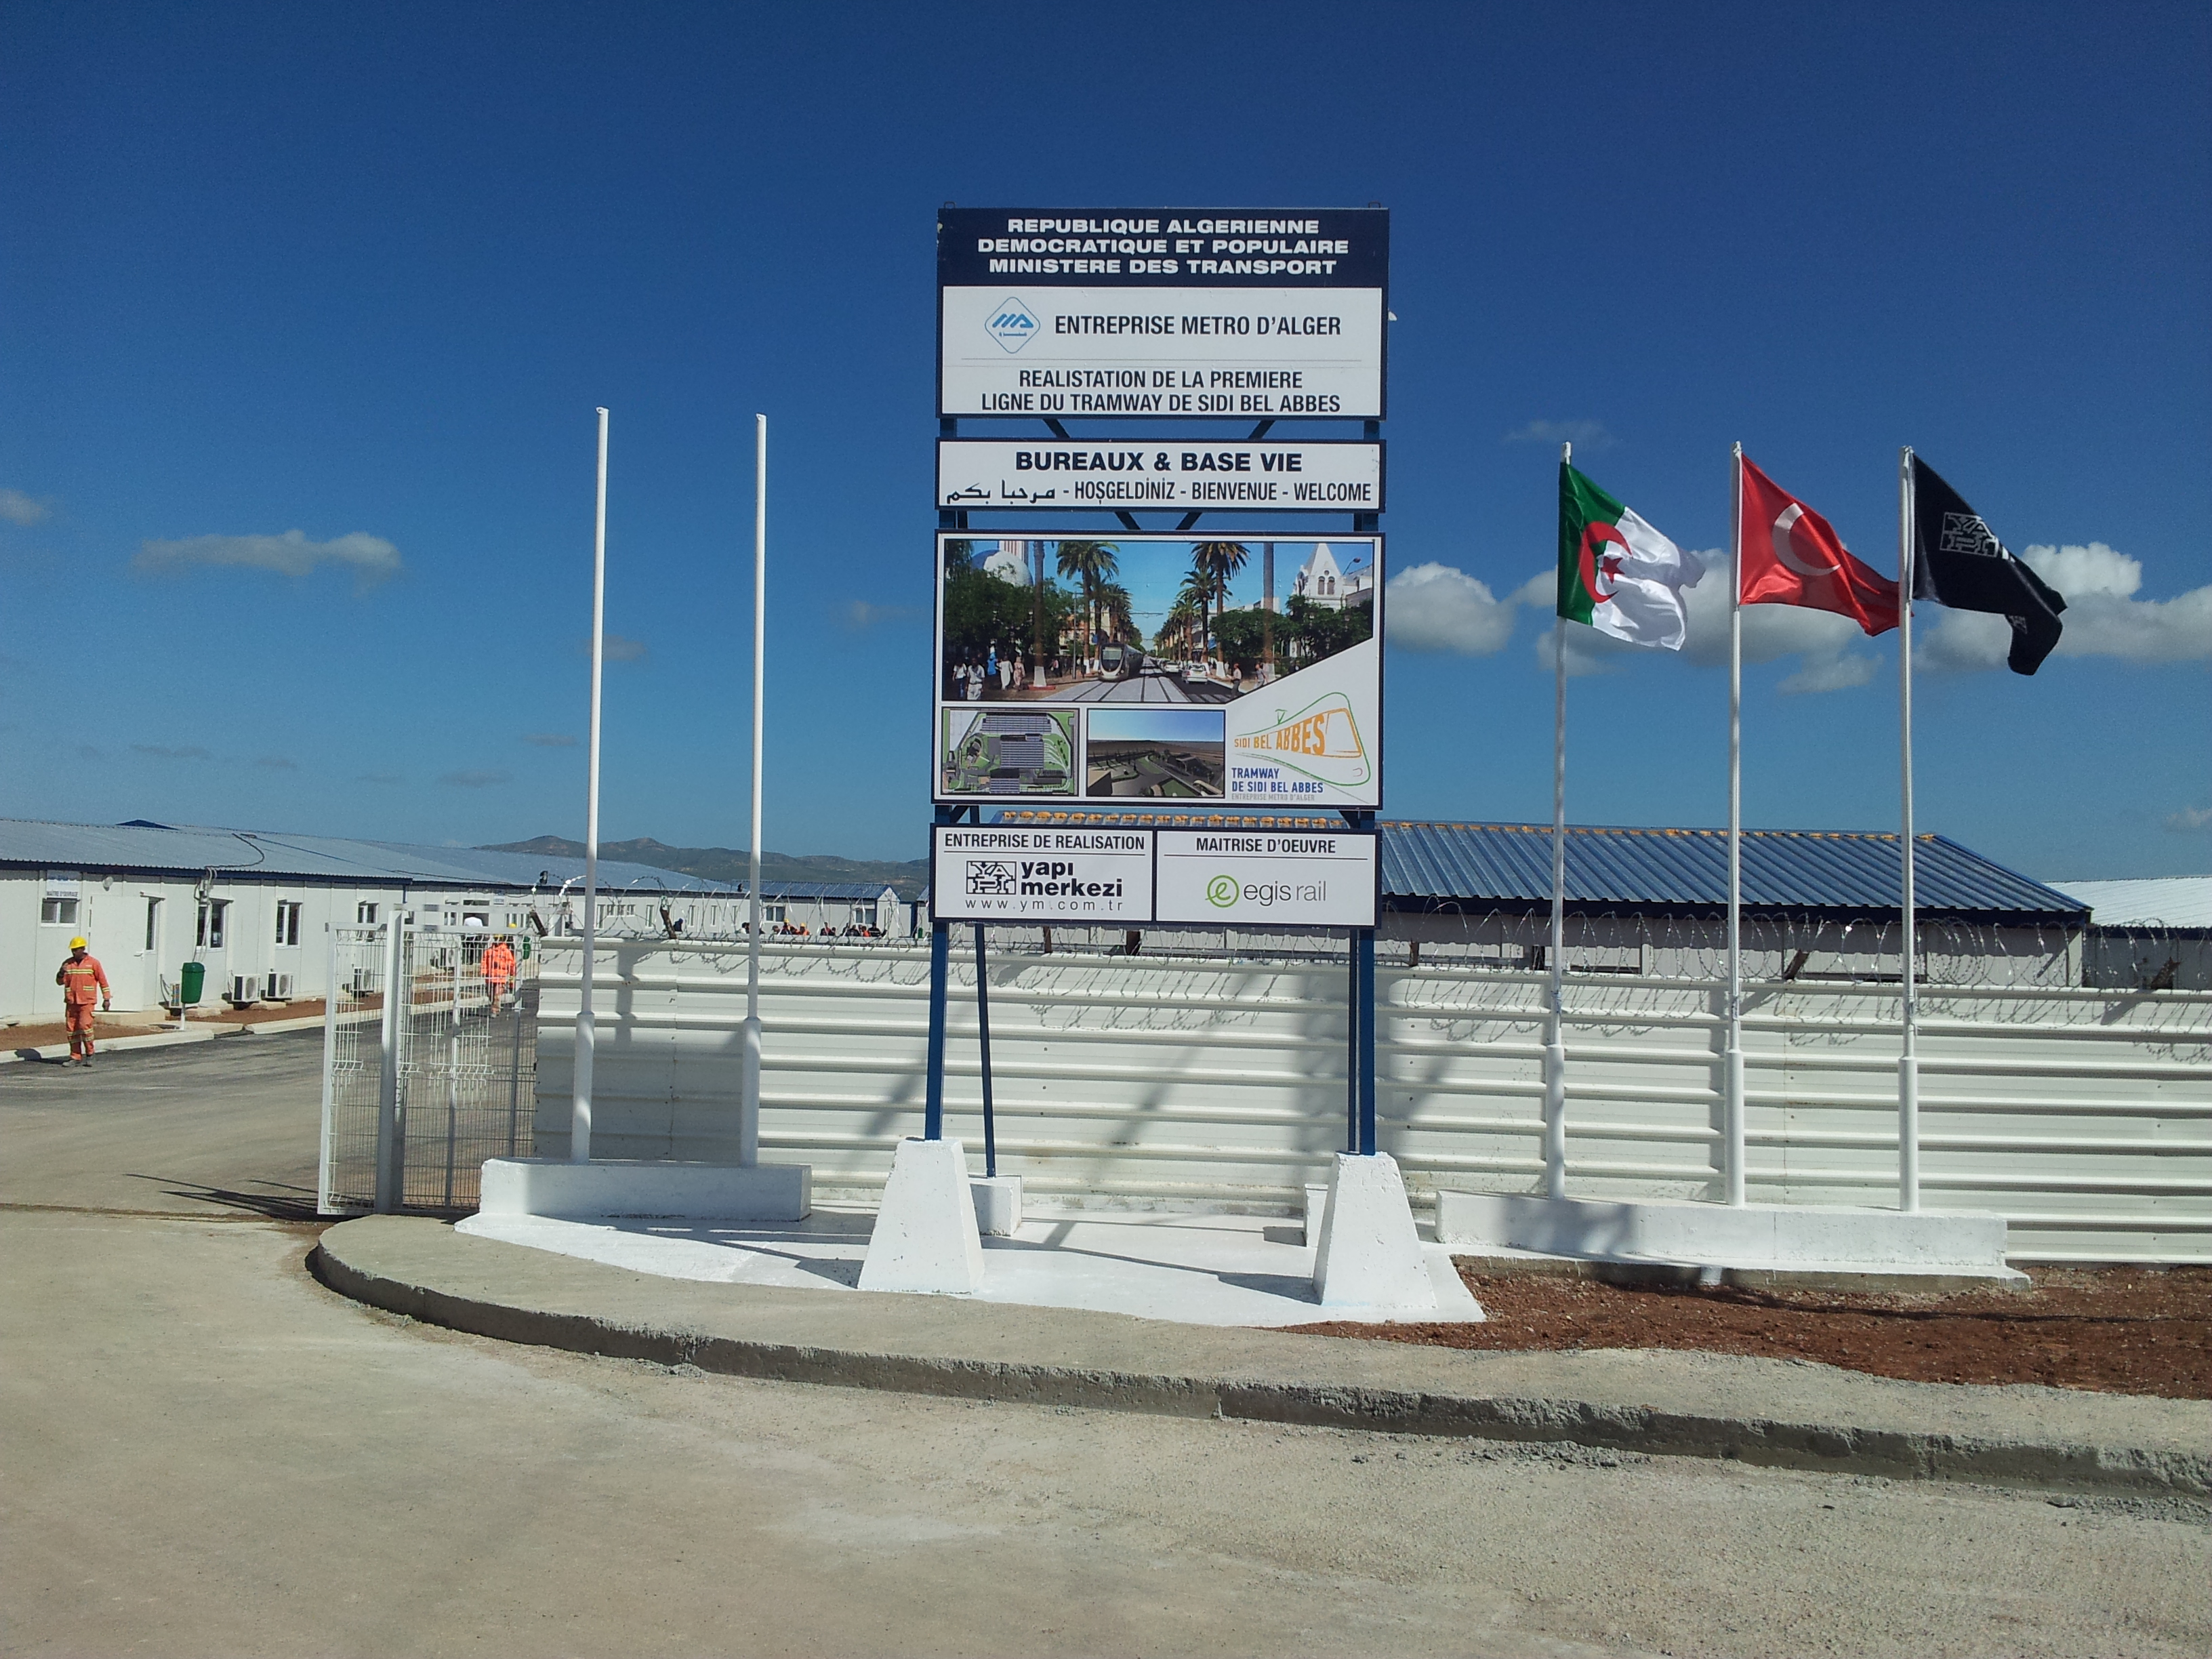 REPUBLIQUE ALGERIENNE
DEMOCRATIQUE ET POPULAIRE
MINISTERE DES TRANSPORT
ENTREPRISE METRO D'ALGER
REALISTATION DE LA PREMIERE
LIGNE DU TRAMWAY DE SIDI BEL ABBES
BUREAUX & BASE VIE
مرحبا بكم - HOŞGELDİNİZ - BIENVENUE - WELCOME
SIDI BEL ABBES
TRAMWAY
DE SIDI BEL ABBES
ENTREPRISE METRO D'ALGER
ENTREPRISE DE REALISATION
YAPI
yapı
merkezi
www.ym.com.tr
MAITRISE D'OEUVRE
egis rail
YAPI